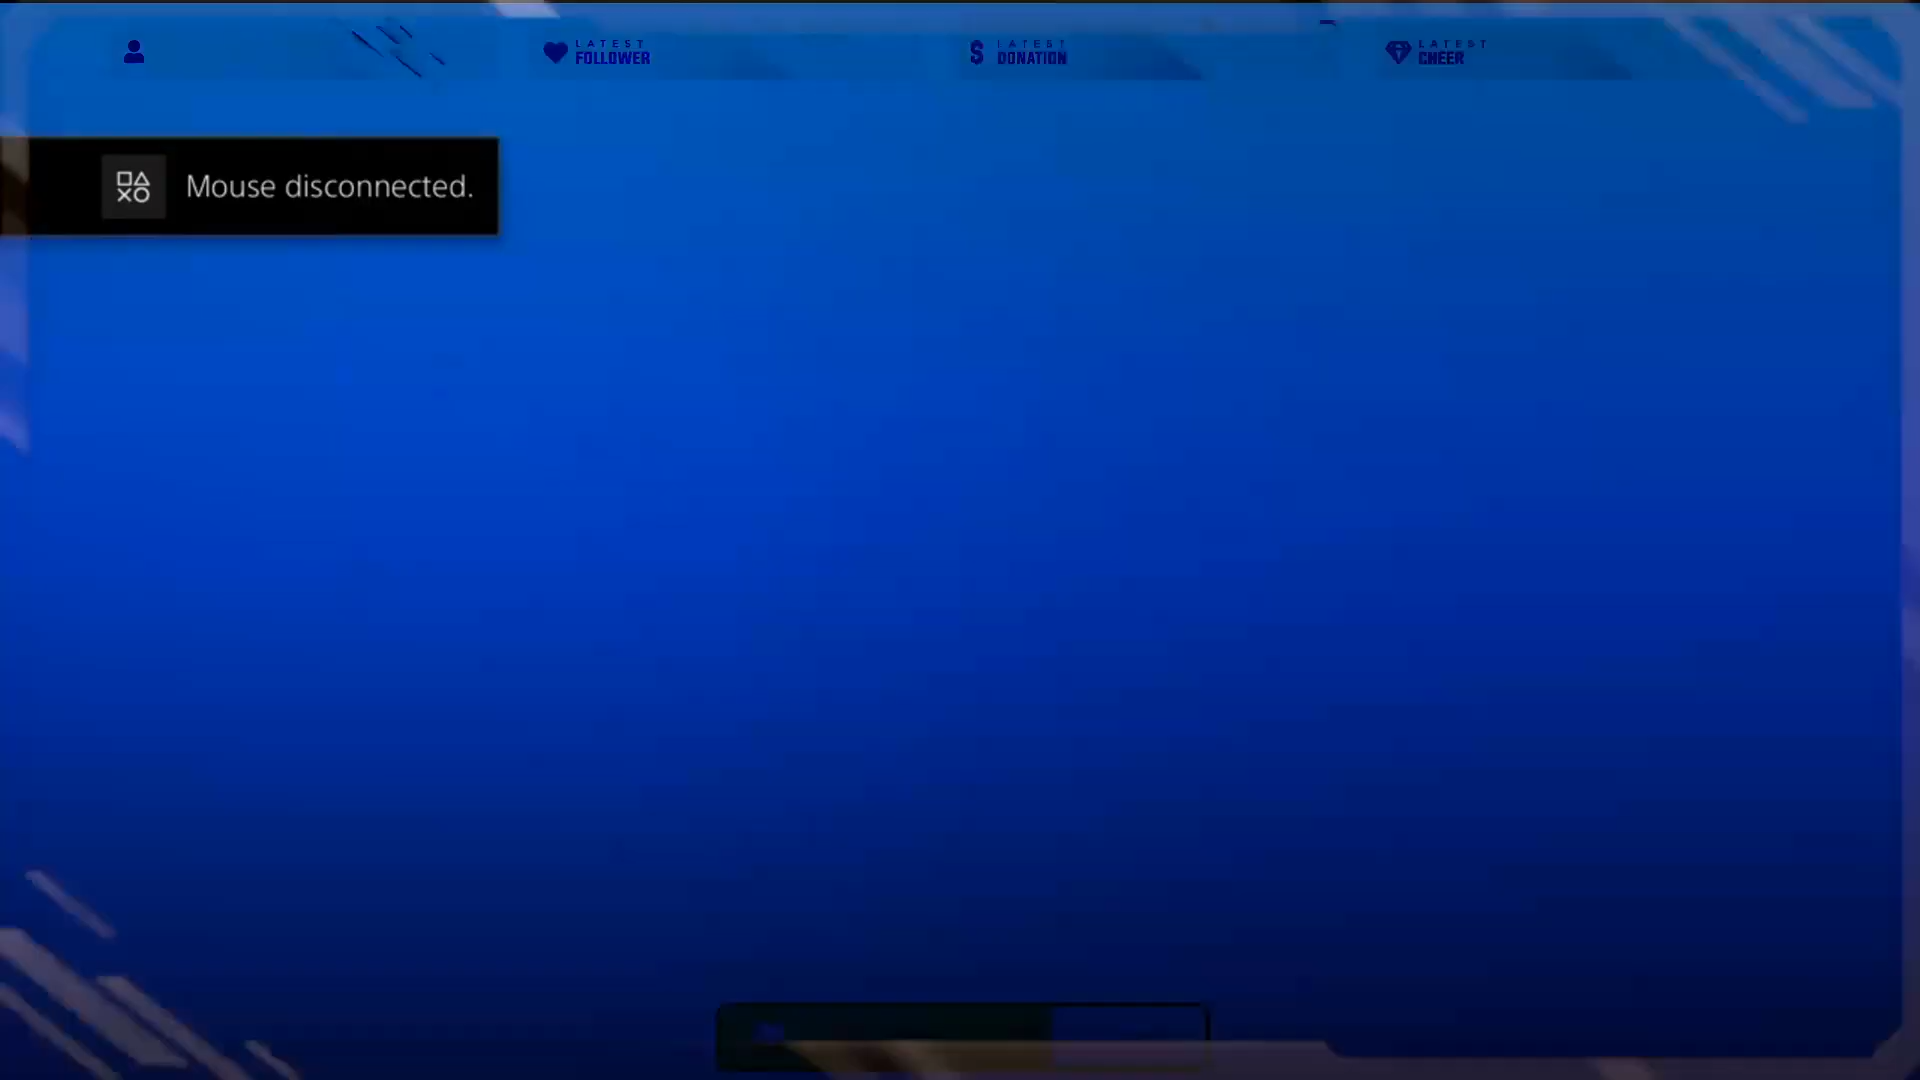 LATEST
FOLLOWER
LATEST
DONATION
LATEST
CHEER
Mouse disconnected.